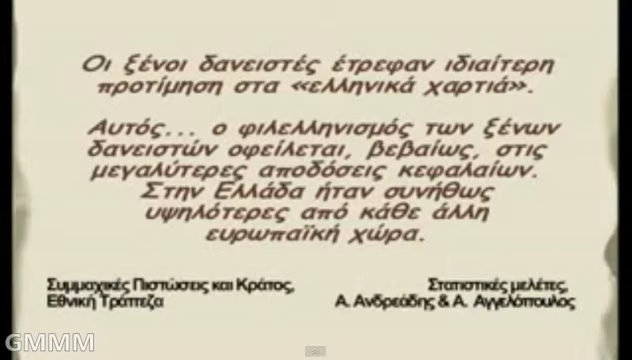 Οι ξένοι δανειστές έτρεφαν ιδιαίτερη
προτίμηση στα «ελληνικά χαρτιά».
Αυτός... ο φιλελληνισμός των ξένων
δανειστών οφείλεται, βεβαίως, στις
μεγαλύτερες αποδόσεις κεφαλαίων.
Στην Ελλάδα ήταν συνήθως
υψηλότερες από κάθε άλλη
ευρωπαϊκή χώρα.
Συμμαχικές Πιστώσεις και Κράτος,
Εθνική Τράπεζα
Στατιστικές μελέτες,
Α. Ανδρεάδης & Α. Αγγελόπουλος
GMMM